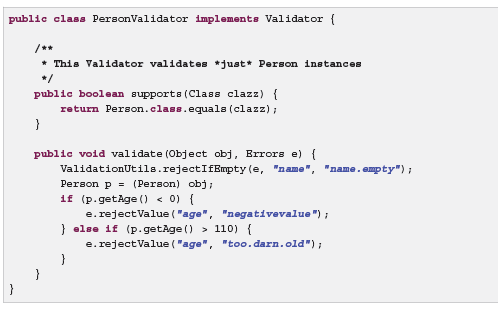 public class PersonValidator implements Validator {
/**
* This Validator validates *just* Person instances
*/
public boolean supports(Class clazz) {
return Person.class.equals(clazz);
}
public void validate(Object obj, Errors e) {
ValidationUtils.rejectIfEmpty(e, "name", "name.empty");
Person p = (Person) obj;
if (p.getAge() < 0) {
e.rejectValue("age", "negativevalue");
} else if (p.getAge() > 110) {
e.rejectValue("age", "too.darn.old");
}
}
}